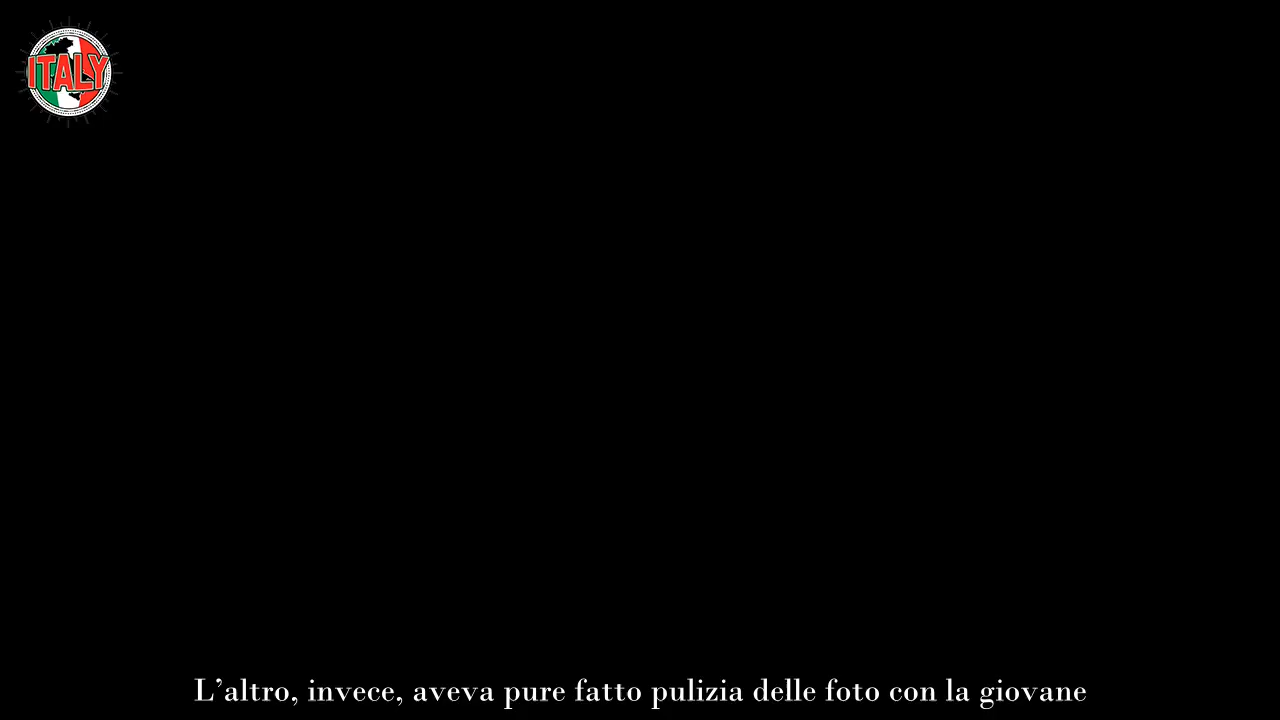 ITALY
L’altro, invece, aveva pure fatto pulizia delle foto con la giovane